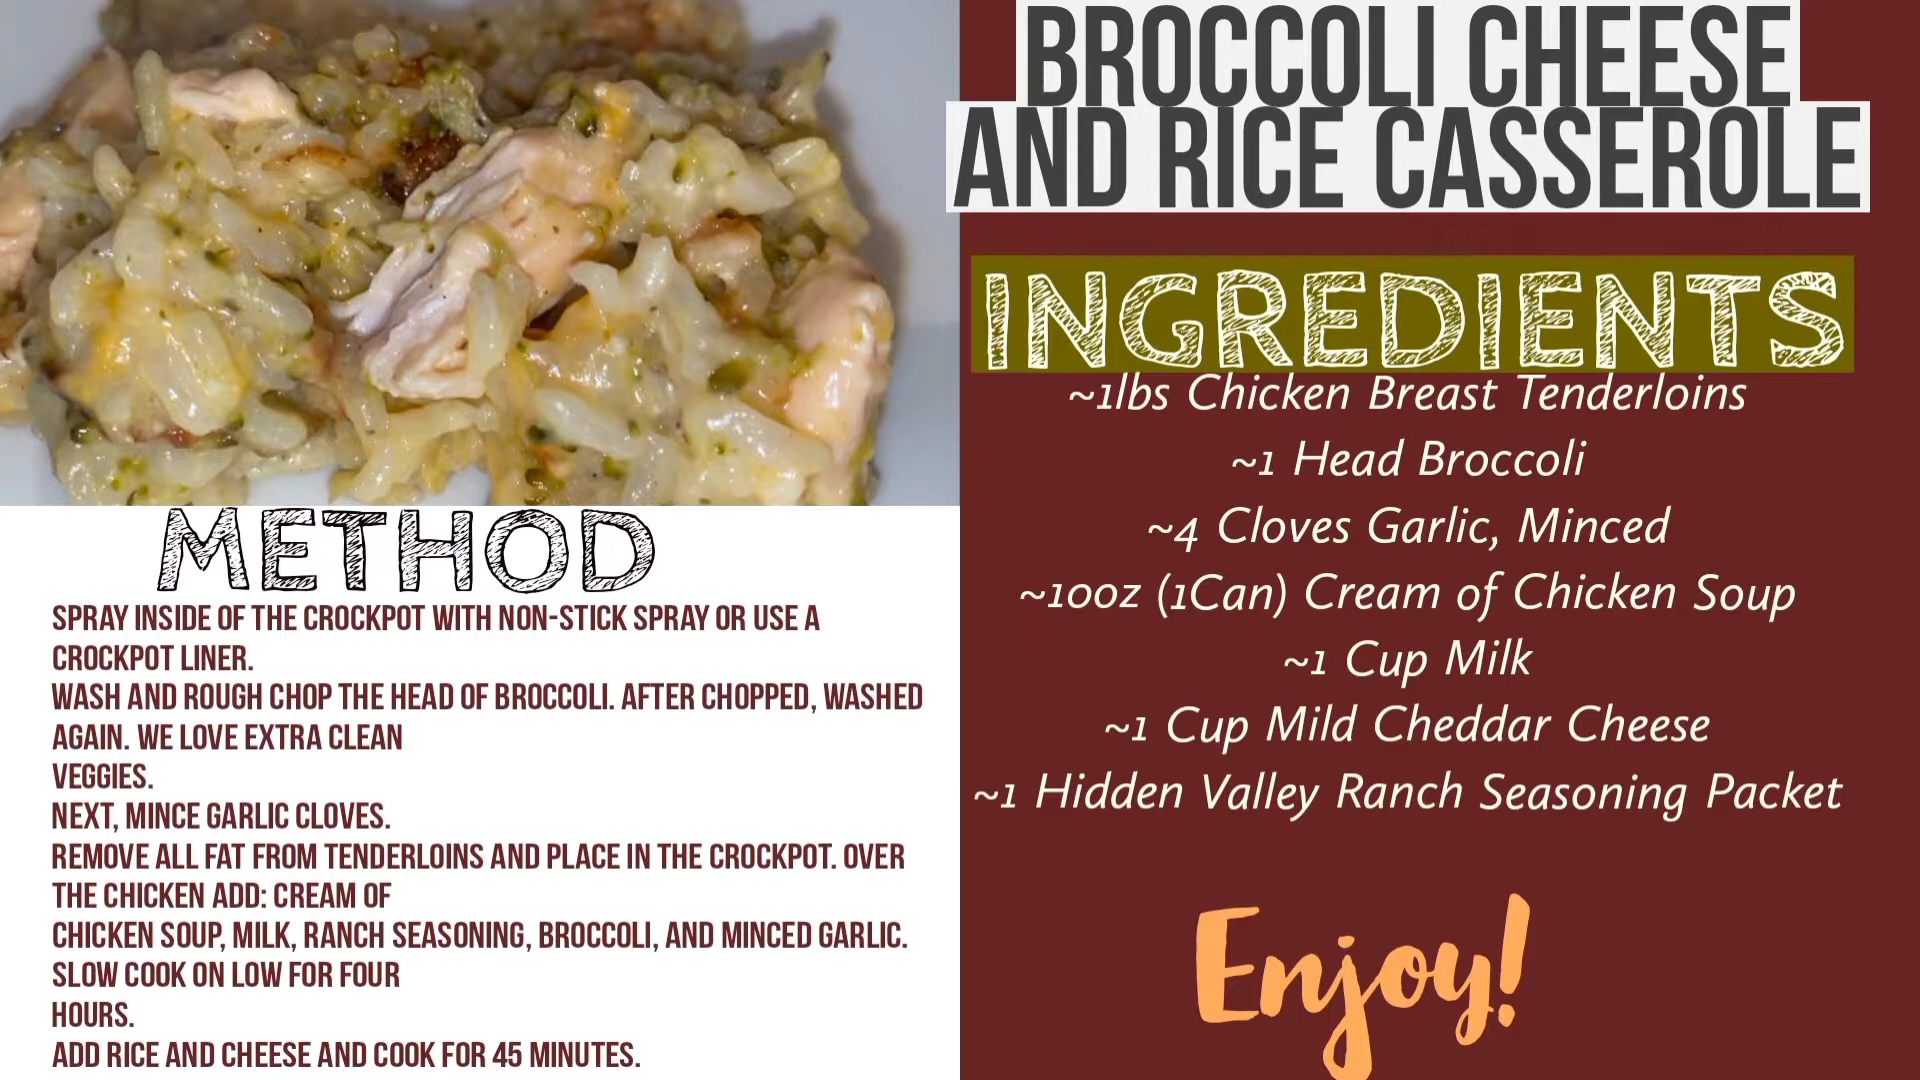 BROCCOLI CHEESE
AND RICE CASSEROLE
INGREDIENTS
~1lbs Chicken Breast Tenderloins
~1 Head Broccoli
~4 Cloves Garlic, Minced
~10oz (1Can) Cream of Chicken Soup
~1 Cup Milk
~1 Cup Mild Cheddar Cheese
~1 Hidden Valley Ranch Seasoning Packet
Enjoy!
METHOD
SPRAY INSIDE OF THE CROCKPOT WITH NON-STICK SPRAY OR USE A
CROCKPOT LINER.
WASH AND ROUGH CHOP THE HEAD OF BROCCOLI. AFTER CHOPPED, WASHED
AGAIN. WE LOVE EXTRA CLEAN
VEGGIES.
NEXT, MINCE GARLIC CLOVES.
REMOVE ALL FAT FROM TENDERLOINS AND PLACE IN THE CROCKPOT. OVER
THE CHICKEN ADD: CREAM OF
CHICKEN SOUP, MILK, RANCH SEASONING, BROCCOLI, AND MINCED GARLIC.
SLOW COOK ON LOW FOR FOUR
HOURS.
ADD RICE AND CHEESE AND COOK FOR 45 MINUTES.